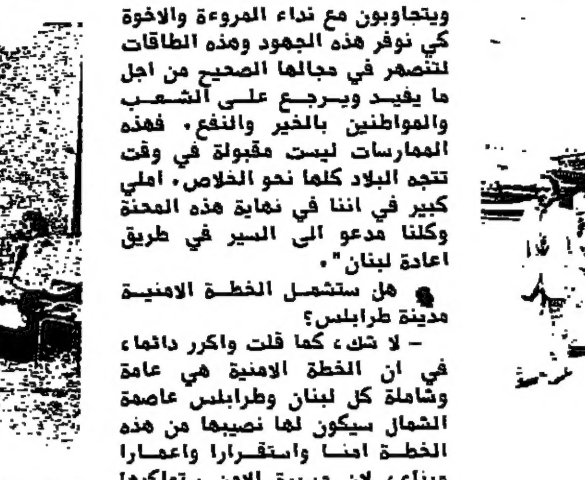 ويتجاوبون مع نداء المروءة والاخوة
كي نوفر هذه الجهود وهذه الطاقات
لتنصهر في مجالها الصحيح من اجل
ما يفيد ويرجع على الشعب
والمواطنين بالخير والنفع. فهذه
الممارسات ليست مقبولة في وقت
تتجه البلاد كلها نحو الخلاص. املي
كبير في اننا في نهاية هذه المحنة
وكلنا مدعو الى السير في طريق
اعادة لبنان".
● هل ستشمل الخطة الامنية
مدينة طرابلس؟
- لا شك، كما قلت واكرر دائما،
في ان الخطة الامنية هي عامة
وشاملة كل لبنان وطرابلس عاصمة
الشمال سيكون لها نصيبها من هذه
الخطة امنا واستقرارا واعمارا
وبناء، لان مسيرة الامن